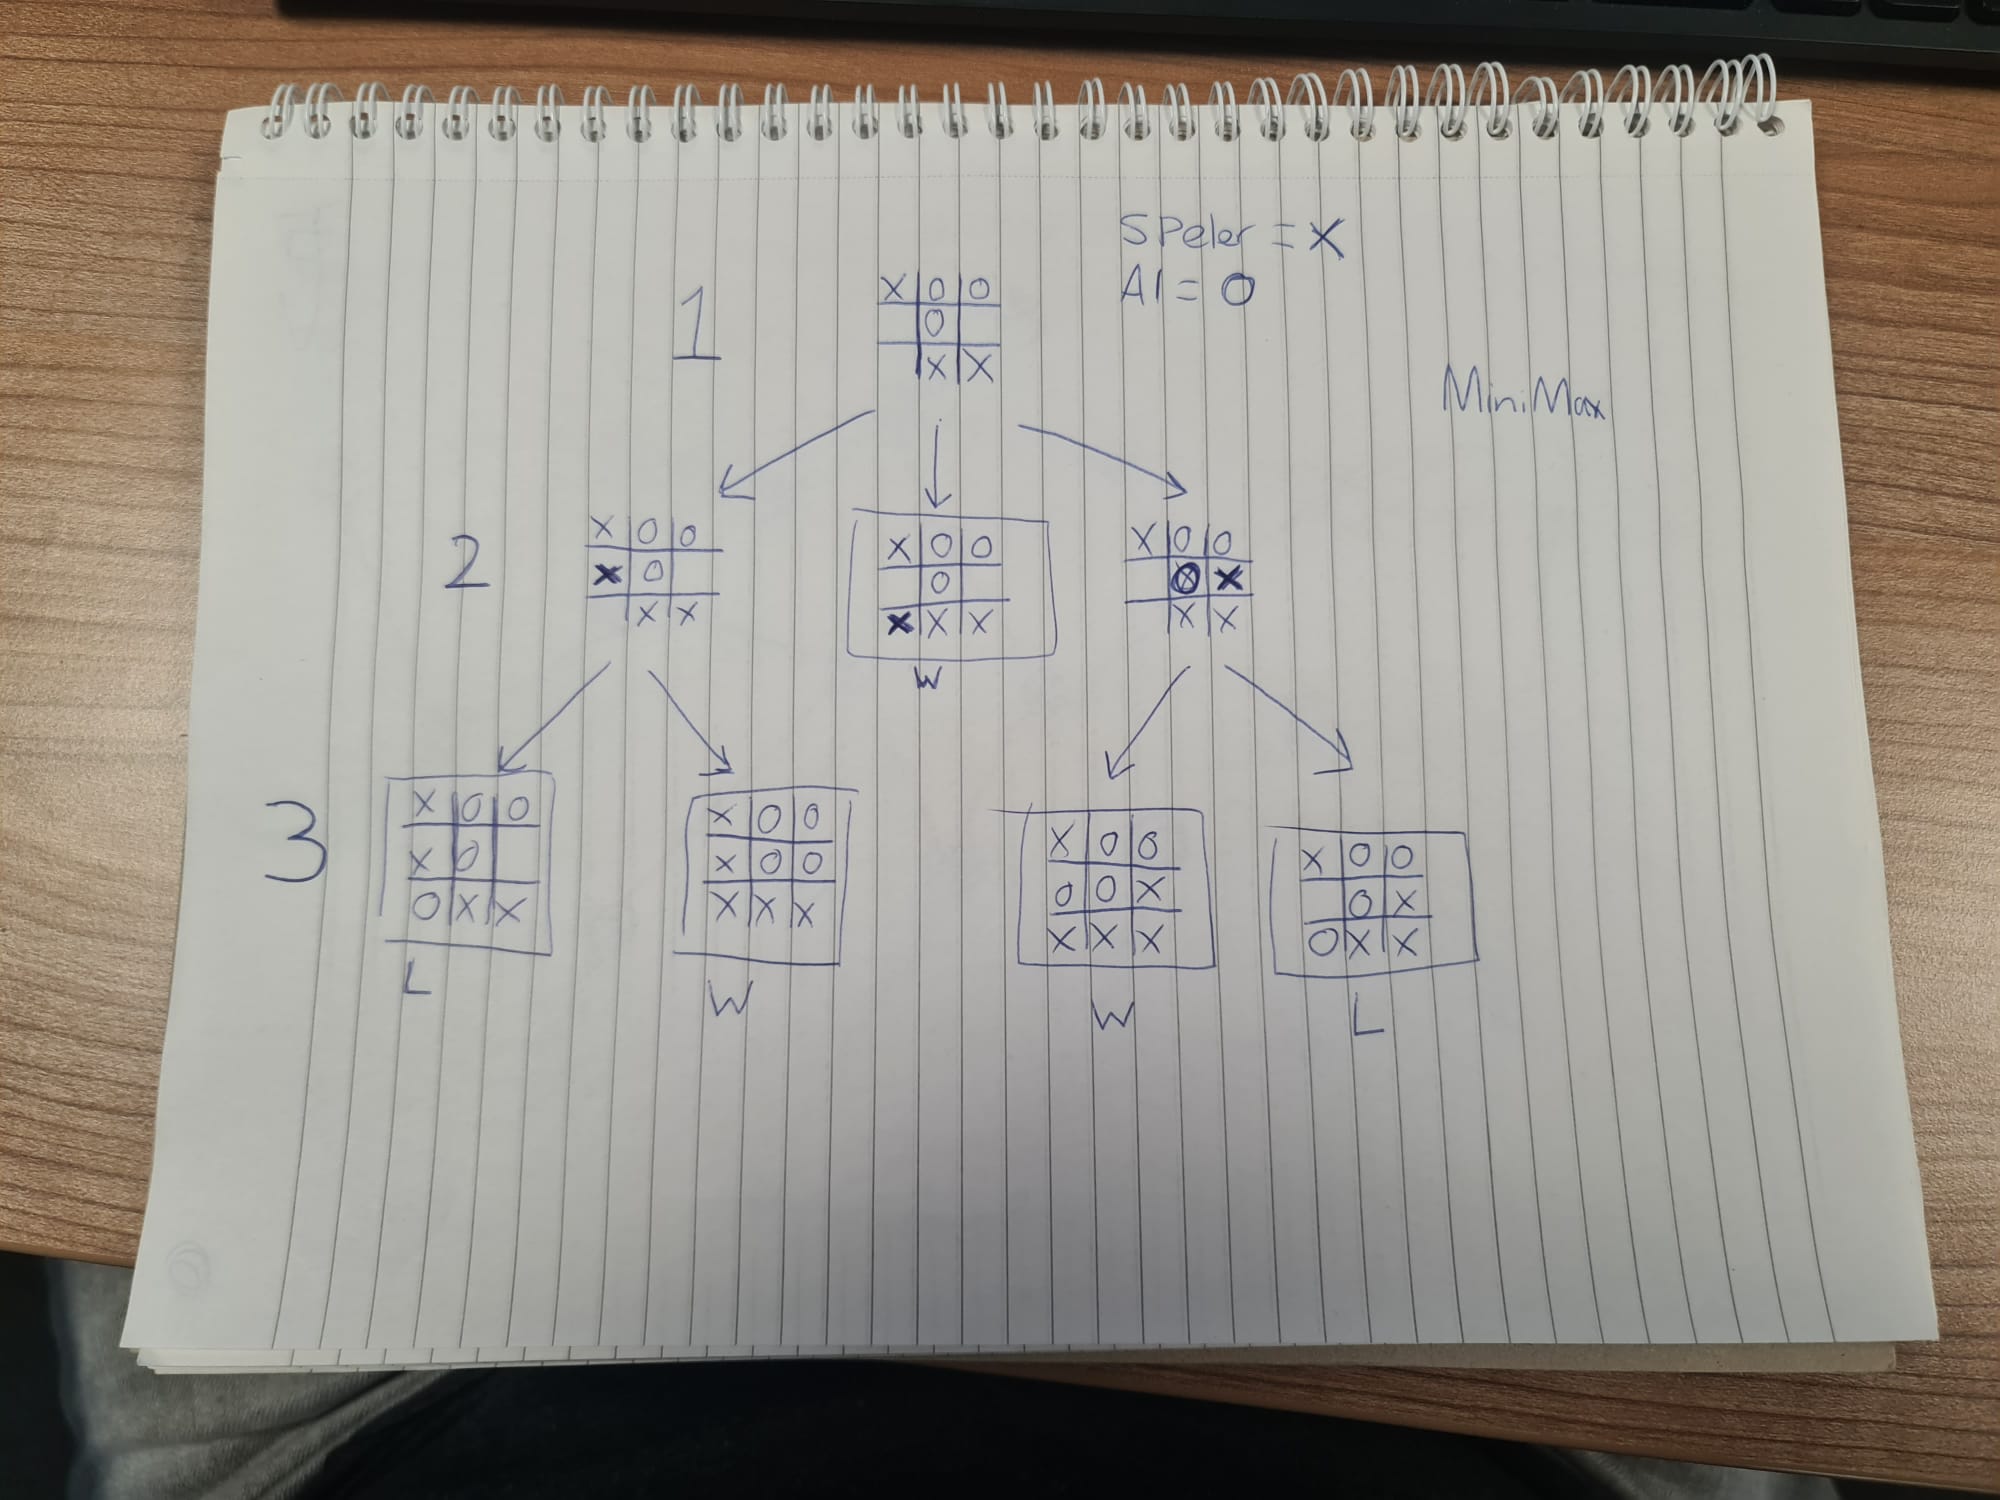 SPeler = X
AI = O
MiniMax
1
X O O
O
X X
2
X O O
X O
X X
X O O
O
X X X
W
X O O
O X
X X
3
X O O
X O
O X X
L
X O O
X O O
X X X
W
X O O
O O X
X X X
W
X O O
O X
O X X
L